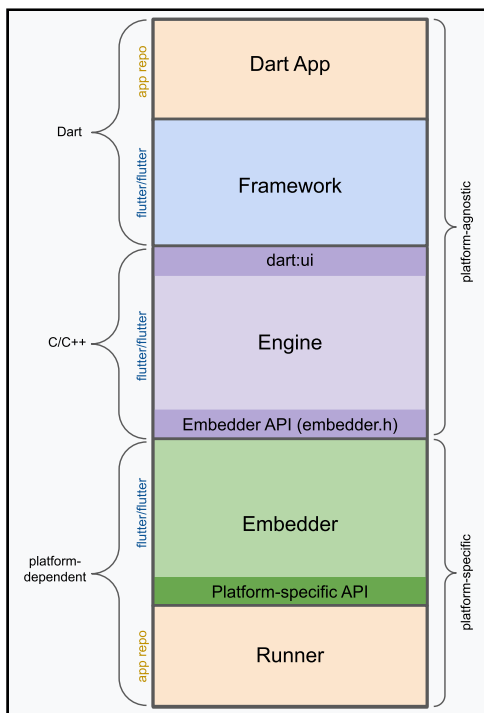 Dart App
app repo
Dart
Framework
flutter/flutter
platform-agnostic
dart:ui
Engine
C/C++
flutter/flutter
Embedder API (embedder.h)
Embedder
flutter/flutter
platform-
dependent
platform-specific
Platform-specific API
Runner
app repo